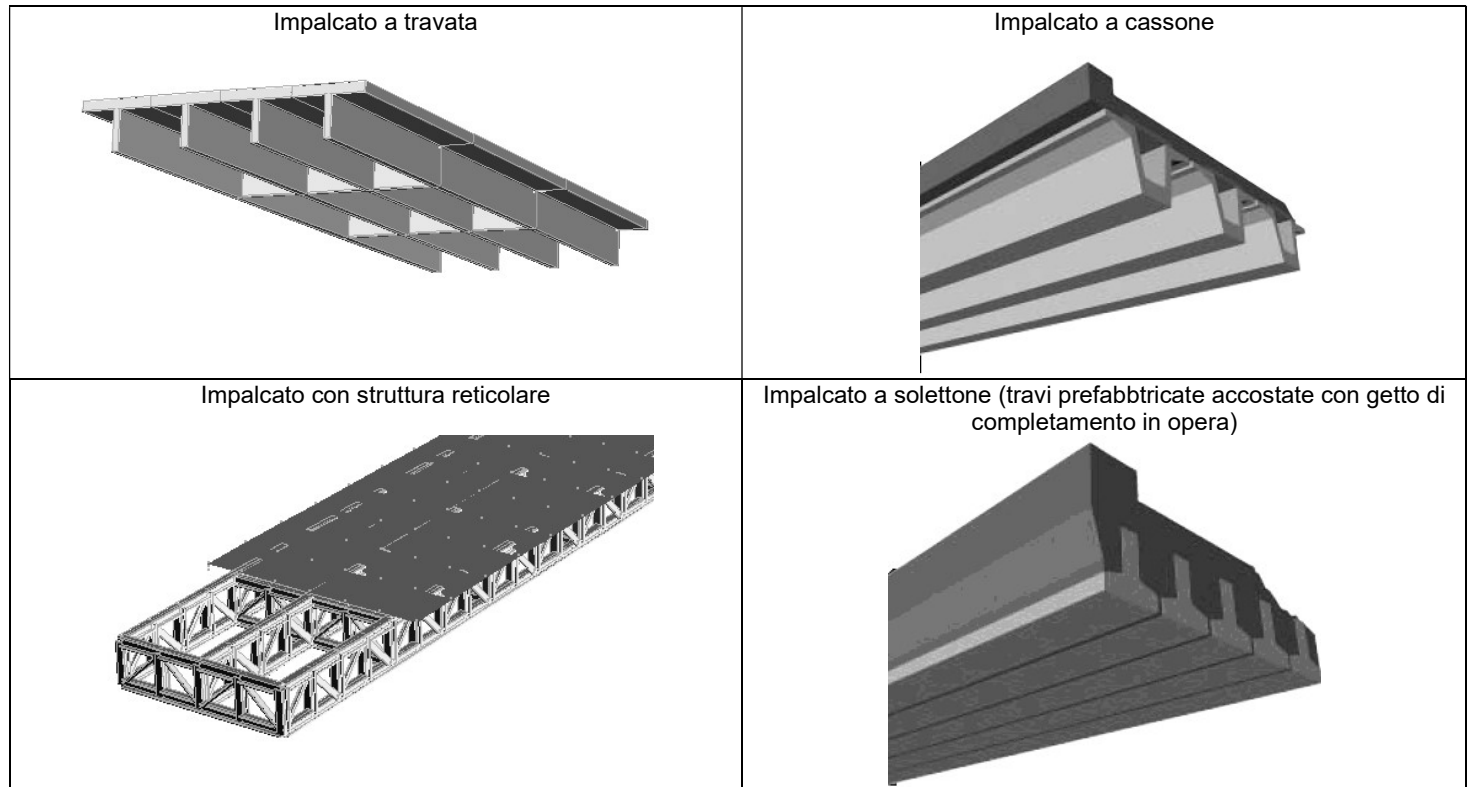 Impalcato a travata
Impalcato a cassone
Impalcato con struttura reticolare
Impalcato a solettone (travi prefabbtricate accostate con getto di
completamento in opera)